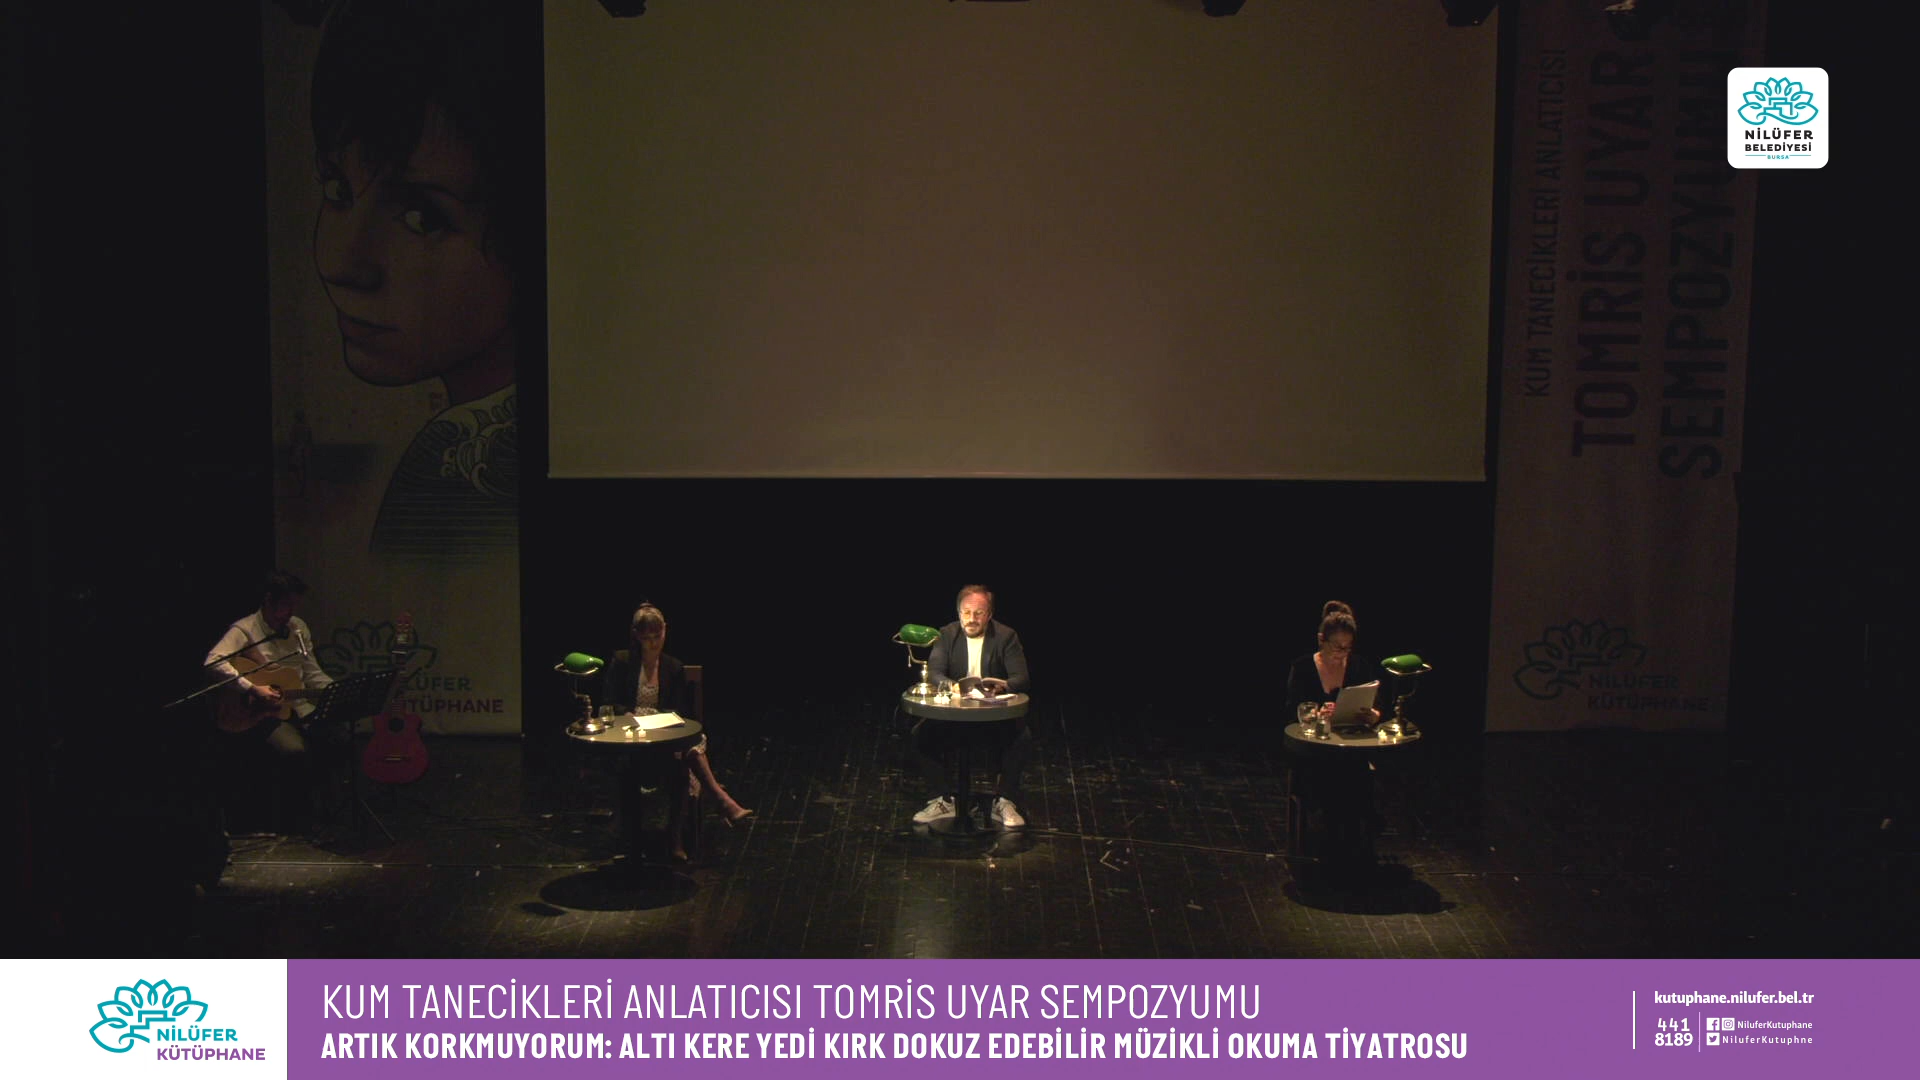 KUM TANECİKLERİ ANLATICISI
TOMRİS UYAR
SEMPOZYUMU
NİLÜFER
BELEDİYESİ
BURSA
NİLÜFER
KÜTÜPHANE
NİLÜFER
KÜTÜPHANE
NİLÜFER
KÜTÜPHANE
KUM TANECİKLERİ ANLATICISI TOMRİS UYAR SEMPOZYUMU
ARTIK KORKMUYORUM: ALTI KERE YEDİ KIRK DOKUZ EDEBİLİR MÜZİKLİ OKUMA TİYATROSU
kutuphane.nilufer.bel.tr
441
8189
NiluferKutuphane
NiluferKutuphne